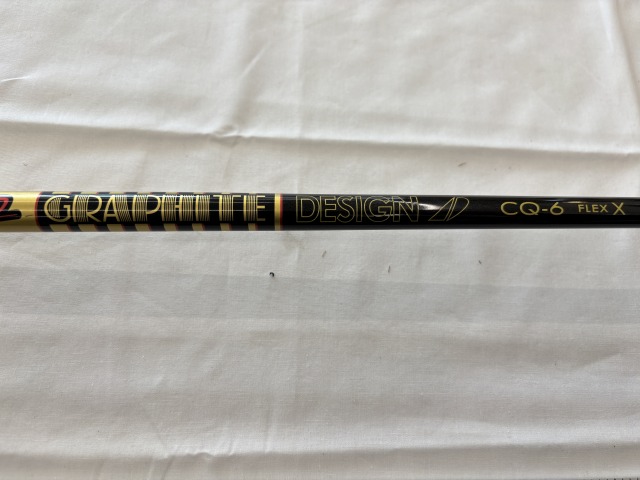 GRAPHITE DESIGN CQ-6 FLEX X